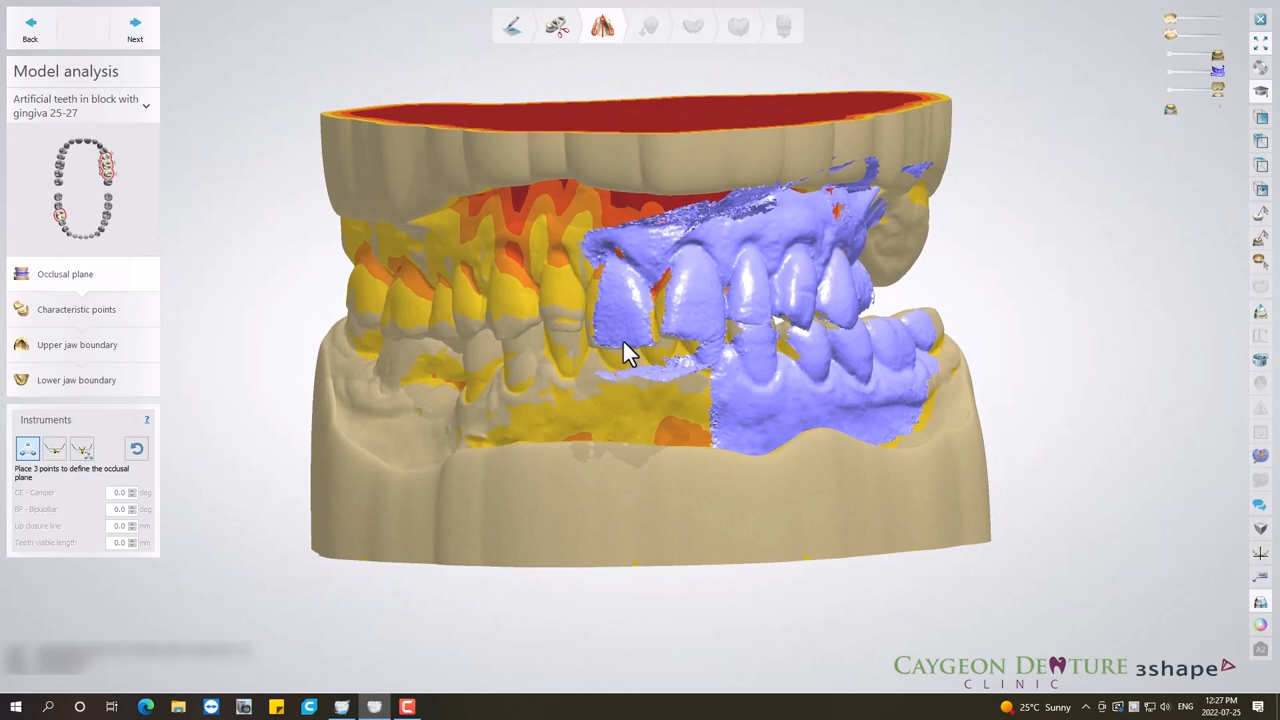 Back
Next
Model analysis
Artificial teeth in block with
gingiva 25-27
Occlusal plane
Characteristic points
Upper jaw boundary
Lower jaw boundary
Instruments
?
Place 3 points to define the occlusal
plane
CE - Camper 0.0 deg
BP - Bipupillar 0.0 deg
Lip closure line 0.0 mm
Teeth visible length 0.0 mm
A2
CAYGEON DENTURE
CLINIC
3shape
25°C Sunny
ENG
12:27 PM
2022-07-25